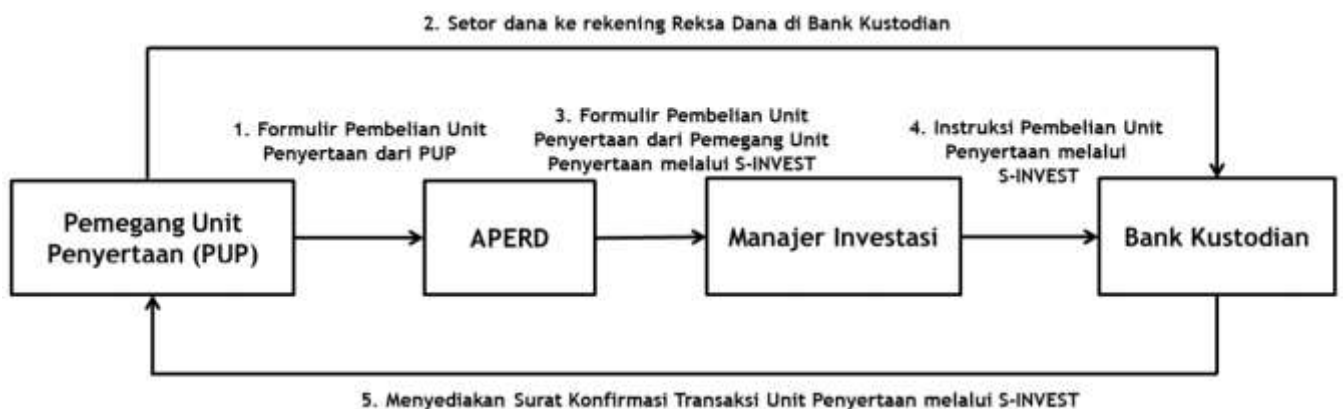 2. Setor dana ke rekening Reksa Dana di Bank Kustodian
1. Formulir Pembelian Unit
Penyertaan dari PUP
3. Formulir Pembelian Unit
Penyertaan dari Pemegang Unit
Penyertaan melalui S-INVEST
4. Instruksi Pembelian Unit
Penyertaan melalui
S-INVEST
Pemegang Unit
Penyertaan (PUP)
APERD
Manajer Investasi
Bank Kustodian
5. Menyediakan Surat Konfirmasi Transaksi Unit Penyertaan melalui S-INVEST